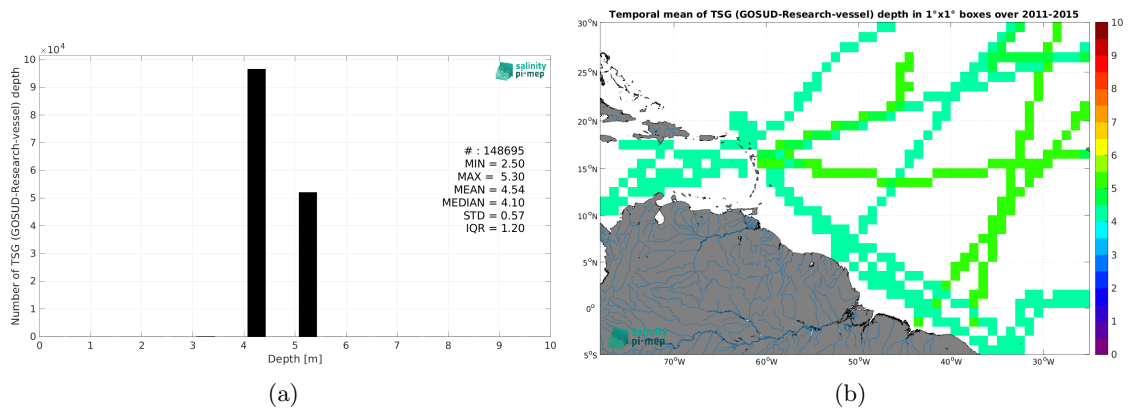 ×10⁴
10
9
8
7
6
5
4
3
2
1
0
Number of TSG (GOSUD-Research-vessel) depth
0 1 2 3 4 5 6 7 8 9 10
Depth [m]
salinity
pi-mep
# : 148695
MIN = 2.50
MAX = 5.30
MEAN = 4.54
MEDIAN = 4.10
STD = 0.57
IQR = 1.20
(a)
Temporal mean of TSG (GOSUD-Research-vessel) depth in 1°x1° boxes over 2011-2015
30°N
25°N
20°N
15°N
10°N
5°N
0°
5°S
70°W 60°W 50°W 40°W 30°W
salinity
pi-mep
10
9
8
7
6
5
4
3
2
1
0
(b)